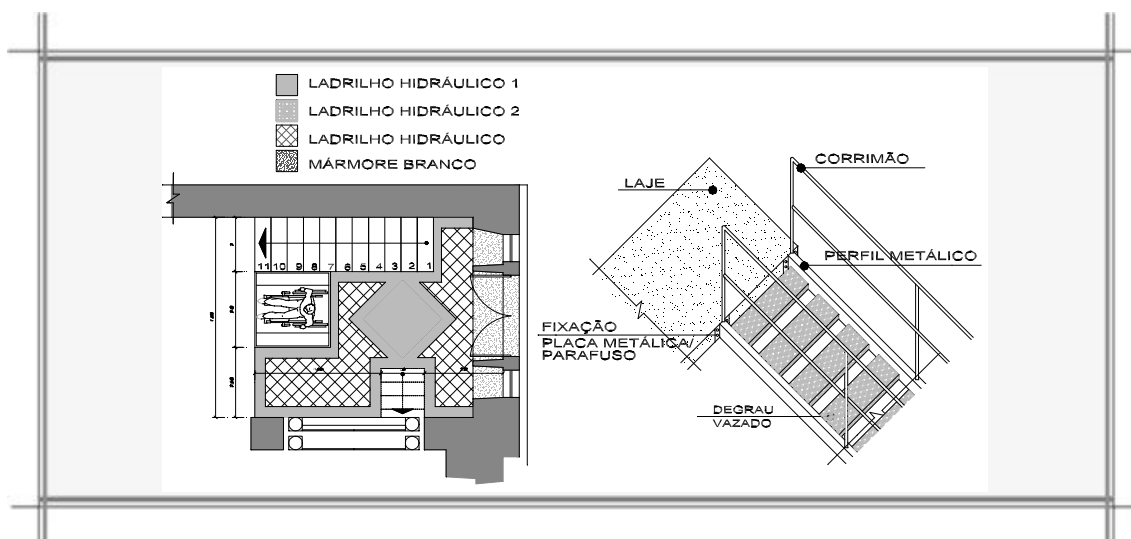 LADRILHO HIDRÁULICO 1
LADRILHO HIDRÁULICO 2
LADRILHO HIDRÁULICO
MÁRMORE BRANCO
11 10 9 8 7 6 5 4 3 2 1
LAJE
CORRIMÃO
PERFIL METÁLICO
FIXAÇÃO
PLACA METÁLICA/
PARAFUSO
DEGRAU
VAZADO